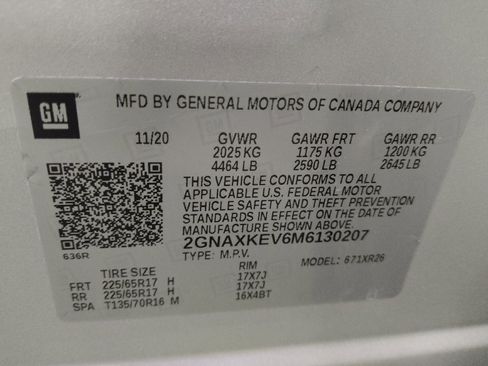 GM
MFD BY GENERAL MOTORS OF CANADA COMPANY
11/20 GVWR GAWR FRT GAWR RR
2025 KG 1175 KG 1200 KG
4464 LB 2590 LB 2645 LB
THIS VEHICLE CONFORMS TO ALL
APPLICABLE U.S. FEDERAL MOTOR
VEHICLE SAFETY AND THEFT PREVENTION
STANDARDS IN EFFECT ON THE DATE OF
MANUFACTURE SHOWN ABOVE.
2GNAXKEV6M6130207
636R TYPE: M.P.V. MODEL: 671XR26
TIRE SIZE RIM
FRT 225/65R17 H 17X7J
RR 225/65R17 H 17X7J
SPA T135/70R16 M 16X4BT